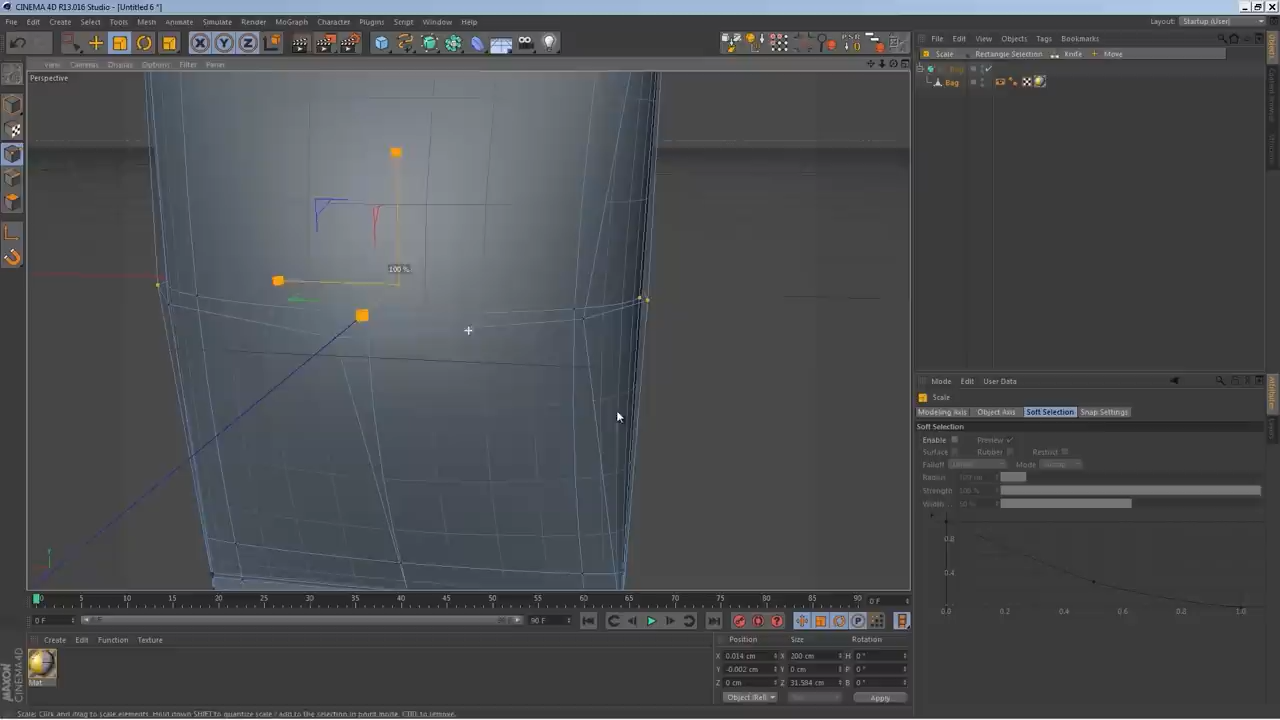 CINEMA 4D R13.016 Studio - [Untitled 6 *]
File Edit Create Select Tools Mesh Animate Simulate Render MoGraph Character Plugins Script Window Help
Layout: Startup (User)
View Cameras Display Options Filter Panel
File Edit View Objects Tags Bookmarks
Scale Rectangle Selection Knife Move
Perspective
Bag
100 %
Mode Edit User Data
Scale
Modeling Axis Object Axis Soft Selection Snap Settings
Soft Selection
Enable Preview
Surface Rubber Restrict
Falloff Mode
Radius
Strength 100 %
Width
0.8
0.4
0.0 0.2 0.4 0.6 0.8 1.0
0 5 10 15 20 25 30 35 40 45 50 55 60 65 70 75 80 85 90 0 F
0 F 90 F
Create Edit Function Texture
Position Size Rotation
X 0.014 cm X 200 cm H 0 °
Y -0.002 cm Y 0 cm P 0 °
Z 0 cm Z 31.584 cm B 0 °
Object (Rel) Apply
Mat
MAXON CINEMA 4D
Scale: Click and drag to scale elements. Hold down SHIFT to quantize scale / add to the selection in point mode, CTRL to remove.